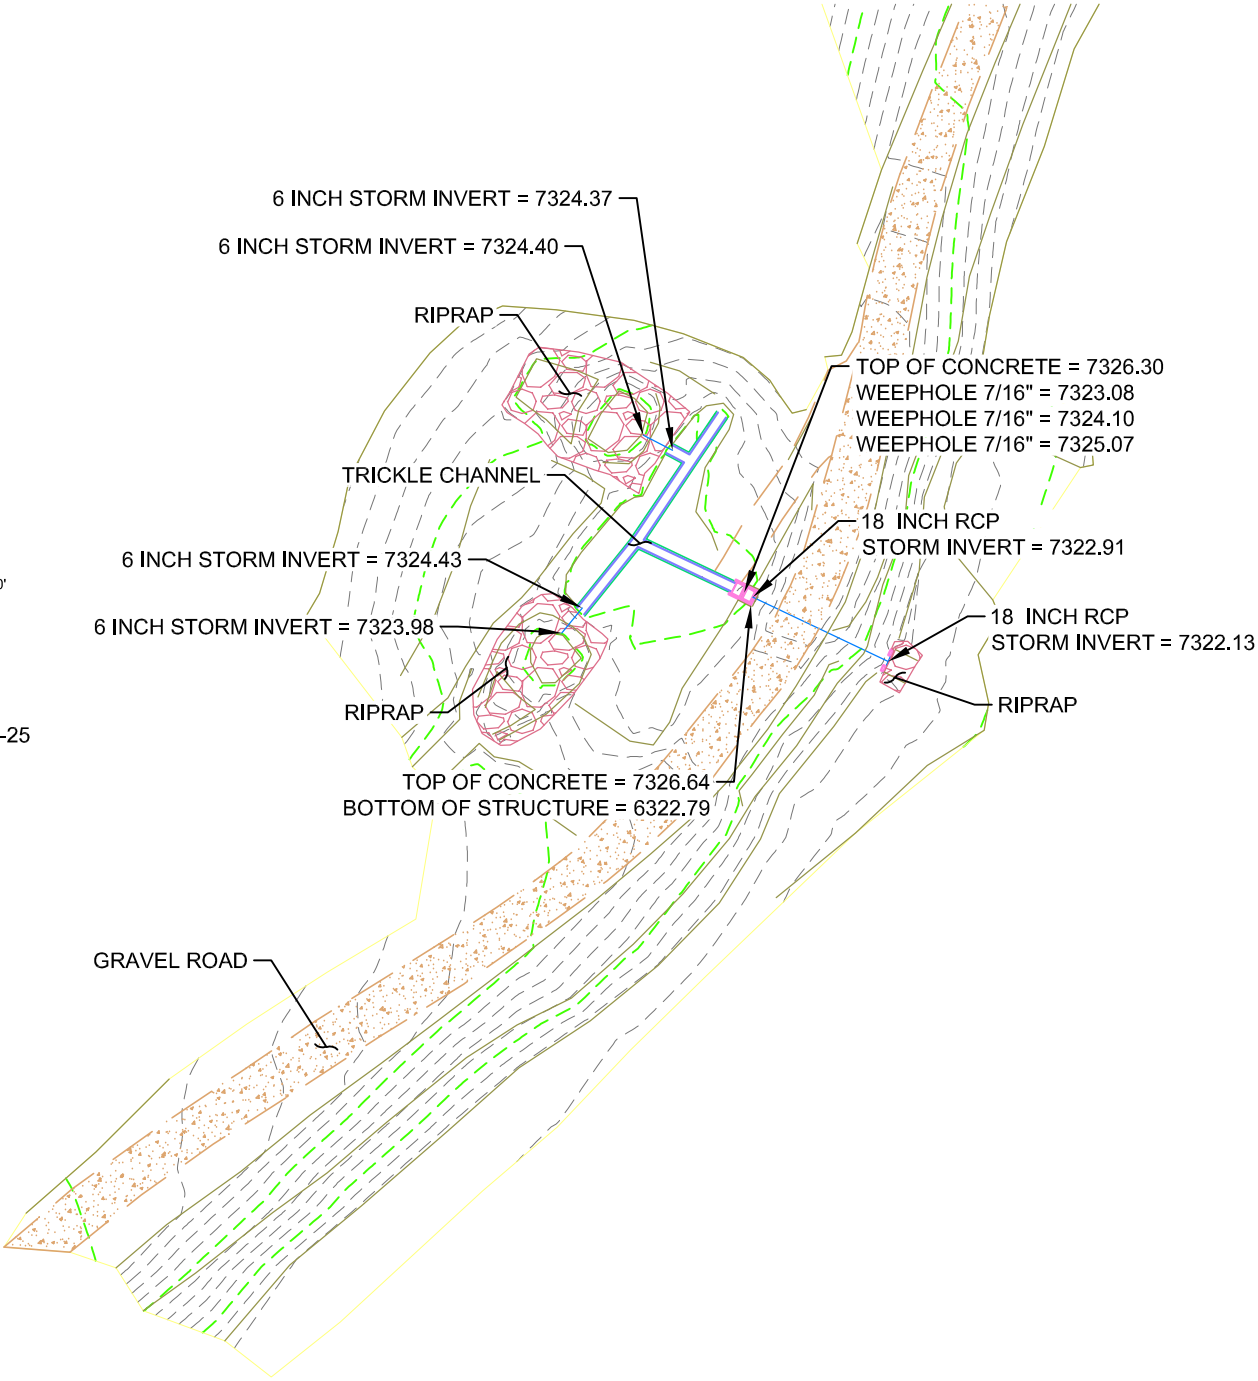 6 INCH STORM INVERT = 7324.37
6 INCH STORM INVERT = 7324.40
RIPRAP
TOP OF CONCRETE = 7326.30
WEEPHOLE 7/16" = 7323.08
WEEPHOLE 7/16" = 7324.10
WEEPHOLE 7/16" = 7325.07
TRICKLE CHANNEL
18 INCH RCP
STORM INVERT = 7322.91
6 INCH STORM INVERT = 7324.43
0'
6 INCH STORM INVERT = 7323.98
18 INCH RCP
STORM INVERT = 7322.13
RIPRAP
RIPRAP
-25
TOP OF CONCRETE = 7326.64
BOTTOM OF STRUCTURE = 6322.79
GRAVEL ROAD